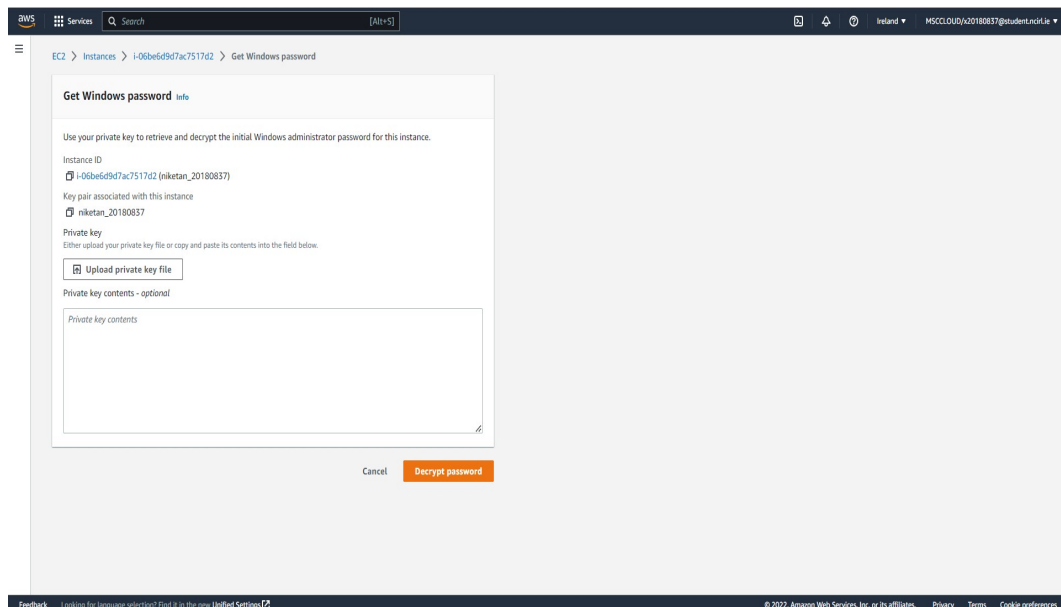 aws Services Search [Alt+S] Ireland MSCCLOUD/x20180837@student.ncirl.ie
EC2 > Instances > i-06be6d9d7ac7517d2 > Get Windows password
Get Windows password Info
Use your private key to retrieve and decrypt the initial Windows administrator password for this instance.
Instance ID
i-06be6d9d7ac7517d2 (niketan_20180837)
Key pair associated with this instance
niketan_20180837
Private key
Either upload your private key file or copy and paste its contents into the field below.
Upload private key file
Private key contents - optional
Private key contents
Cancel Decrypt password
Feedback Looking for language selection? Find it in the new Unified Settings © 2022, Amazon Web Services, Inc. or its affiliates. Privacy Terms Cookie preferences